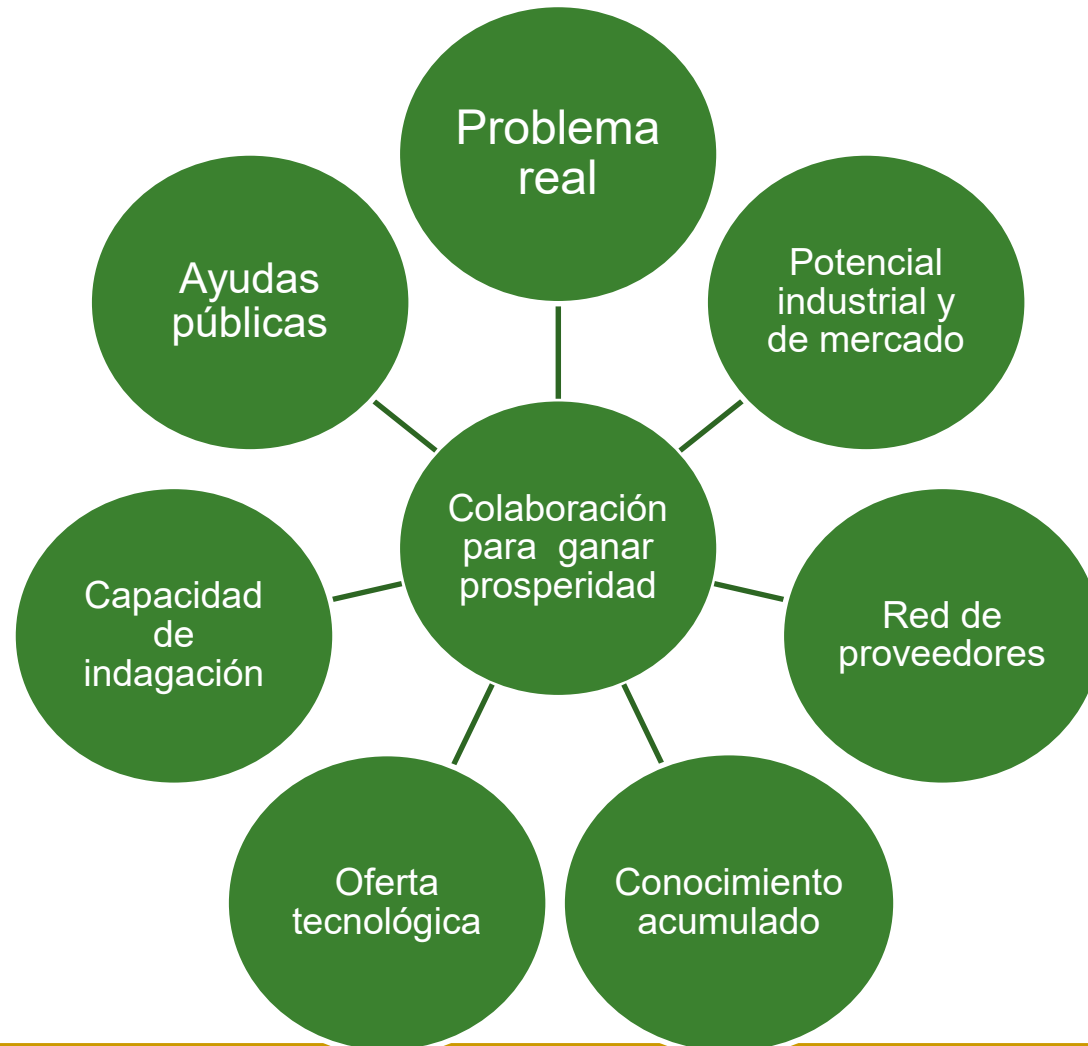 Problema
real
Potencial
industrial y
de mercado
Red de
proveedores
Conocimiento
acumulado
Oferta
tecnológica
Capacidad
de
indagación
Ayudas
públicas
Colaboración
para  ganar
prosperidad